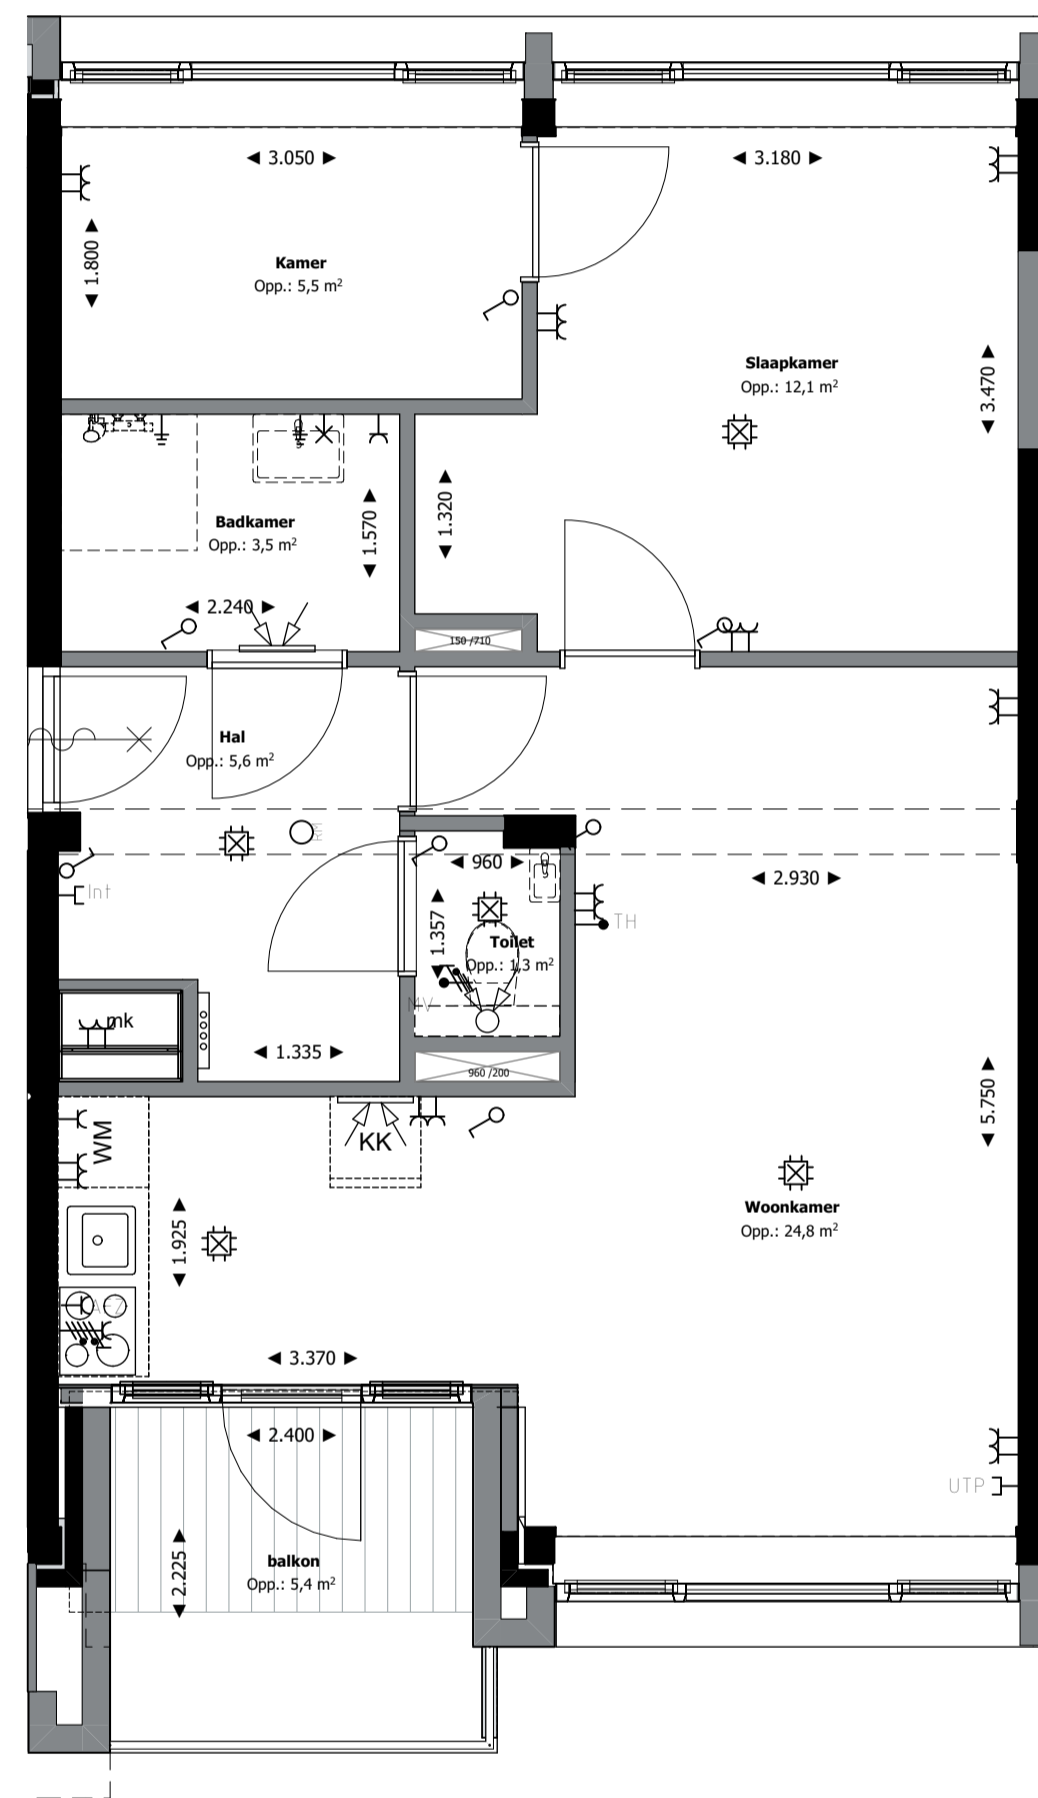 ◄ 3.050 ►
◄ 3.180 ►
◄ 1.800 ►
Kamer
Opp.: 5,5 m²
Slaapkamer
Opp.: 12,1 m²
◄ 3.470 ►
◄ 1.320 ►
◄ 1.570 ►
Badkamer
Opp.: 3,5 m²
◄ 2.240 ►
150 /710
Hal
Opp.: 5,6 m²
RM
◄ 960 ►
◄ 2.930 ►
Int
◄ 1.357 ►
TH
Toilet
Opp.: 1,3 m²
MV
mk
◄ 1.335 ►
960 /200
◄ 5.750 ►
WM
KK
Woonkamer
Opp.: 24,8 m²
◄ 1.925 ►
◄ 3.370 ►
◄ 2.400 ►
UTP
◄ 2.225 ►
balkon
Opp.: 5,4 m²